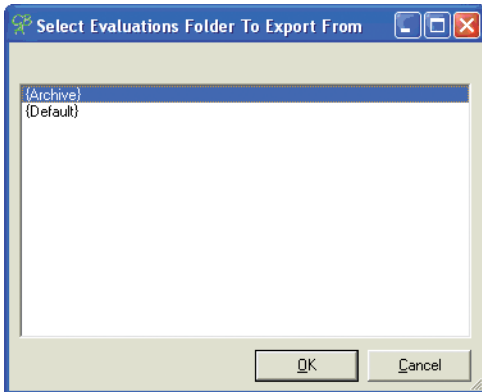 Select Evaluations Folder To Export From
{Archive}
{Default}
OK
Cancel